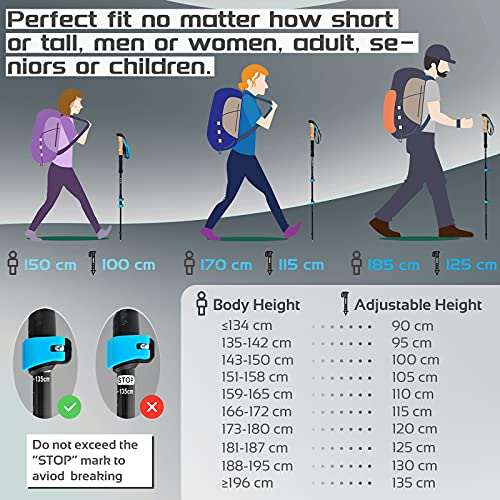 Perfect fit no matter how short
or tall, men or women, adult, se-
niors or children.
150 cm 100 cm 170 cm 115 cm 185 cm 125 cm
Body Height Adjustable Height
≤134 cm 90 cm
135-142 cm 95 cm
143-150 cm 100 cm
151-158 cm 105 cm
159-165 cm 110 cm
166-172 cm 115 cm
173-180 cm 120 cm
181-187 cm 125 cm
188-195 cm 130 cm
≥196 cm 135 cm
-135cm
STOP
-135cm
Do not exceed the
“STOP” mark to
aviod breaking